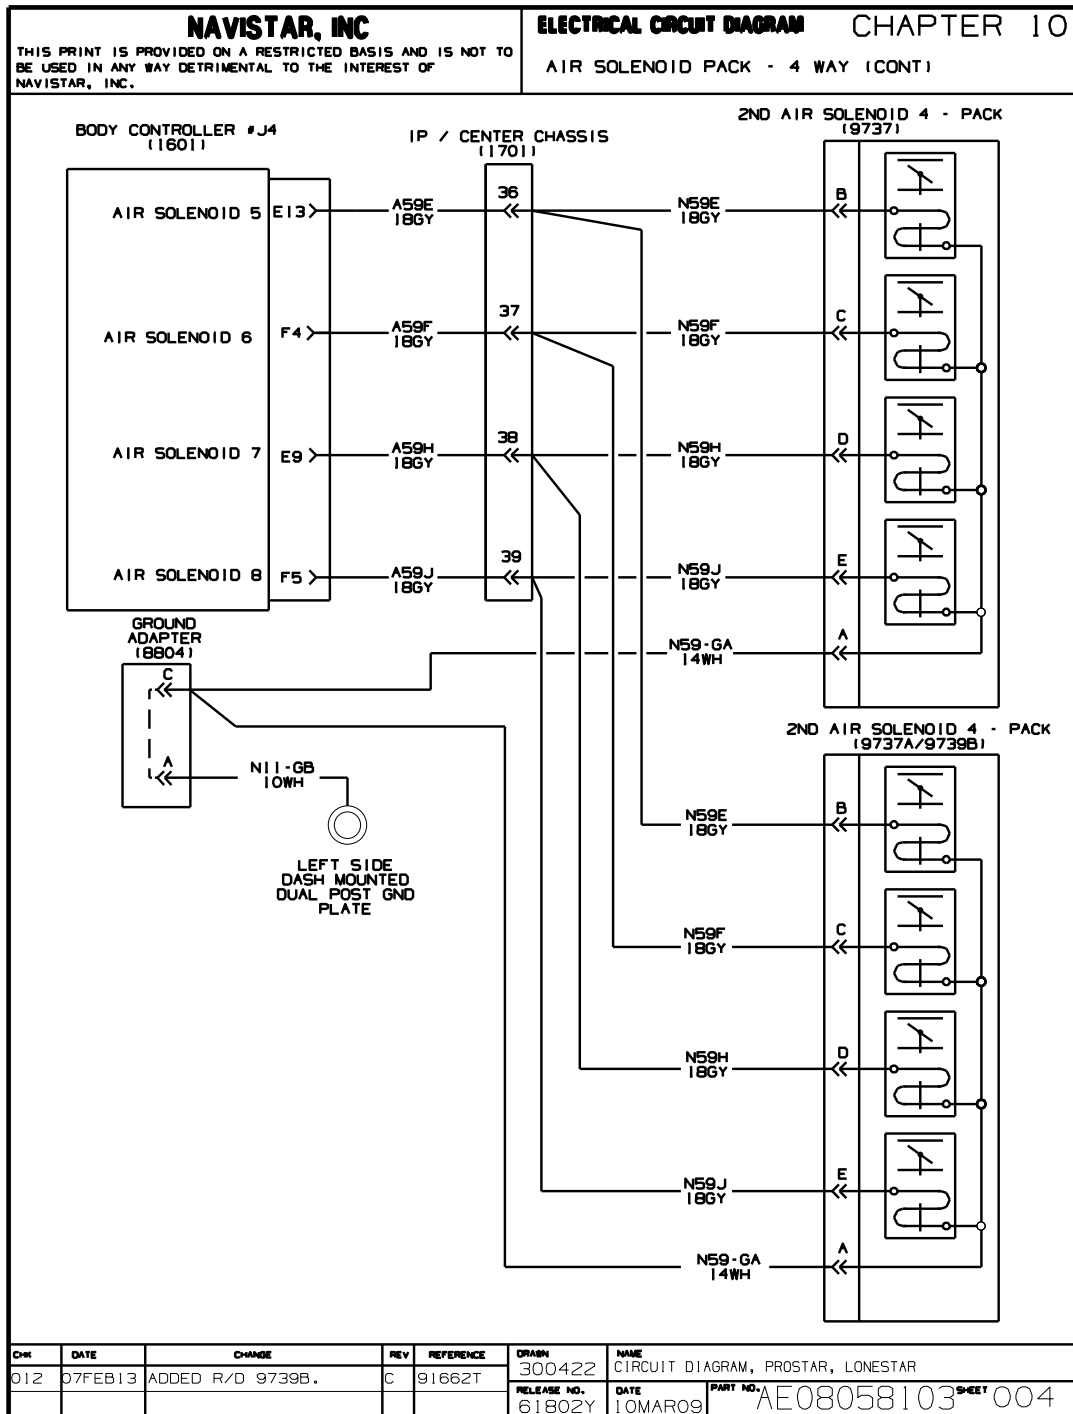 NAVISTAR, INC
THIS PRINT IS PROVIDED ON A RESTRICTED BASIS AND IS NOT TO
BE USED IN ANY WAY DETRIMENTAL TO THE INTEREST OF
NAVISTAR, INC.
ELECTRICAL CIRCUIT DIAGRAM
CHAPTER 10
AIR SOLENOID PACK - 4 WAY (CONT)
BODY CONTROLLER #J4
(1601)
IP / CENTER CHASSIS
(1701)
2ND AIR SOLENOID 4 - PACK
(9737)
AIR SOLENOID 5 E13 A59E 36 N59E B
18GY 18GY
AIR SOLENOID 6 F4 A59F 37 N59F C
18GY 18GY
AIR SOLENOID 7 E9 A59H 38 N59H D
18GY 18GY
AIR SOLENOID 8 F5 A59J 39 N59J E
18GY 18GY
N59-GA A
14WH
GROUND
ADAPTER
(8804)
C
A
N11-GB
10WH
LEFT SIDE
DASH MOUNTED
DUAL POST GND
PLATE
2ND AIR SOLENOID 4 - PACK
(9737A/9739B)
N59E B
18GY
N59F C
18GY
N59H D
18GY
N59J E
18GY
N59-GA A
14WH
CHK DATE CHANGE REV REFERENCE
012 07FEB13 ADDED R/D 9739B. C 91662T
DRAWN
300422
NAME
CIRCUIT DIAGRAM, PROSTAR, LONESTAR
RELEASE NO.
61802Y
DATE
10MAR09
PART NO. AE08058103 SHEET 004